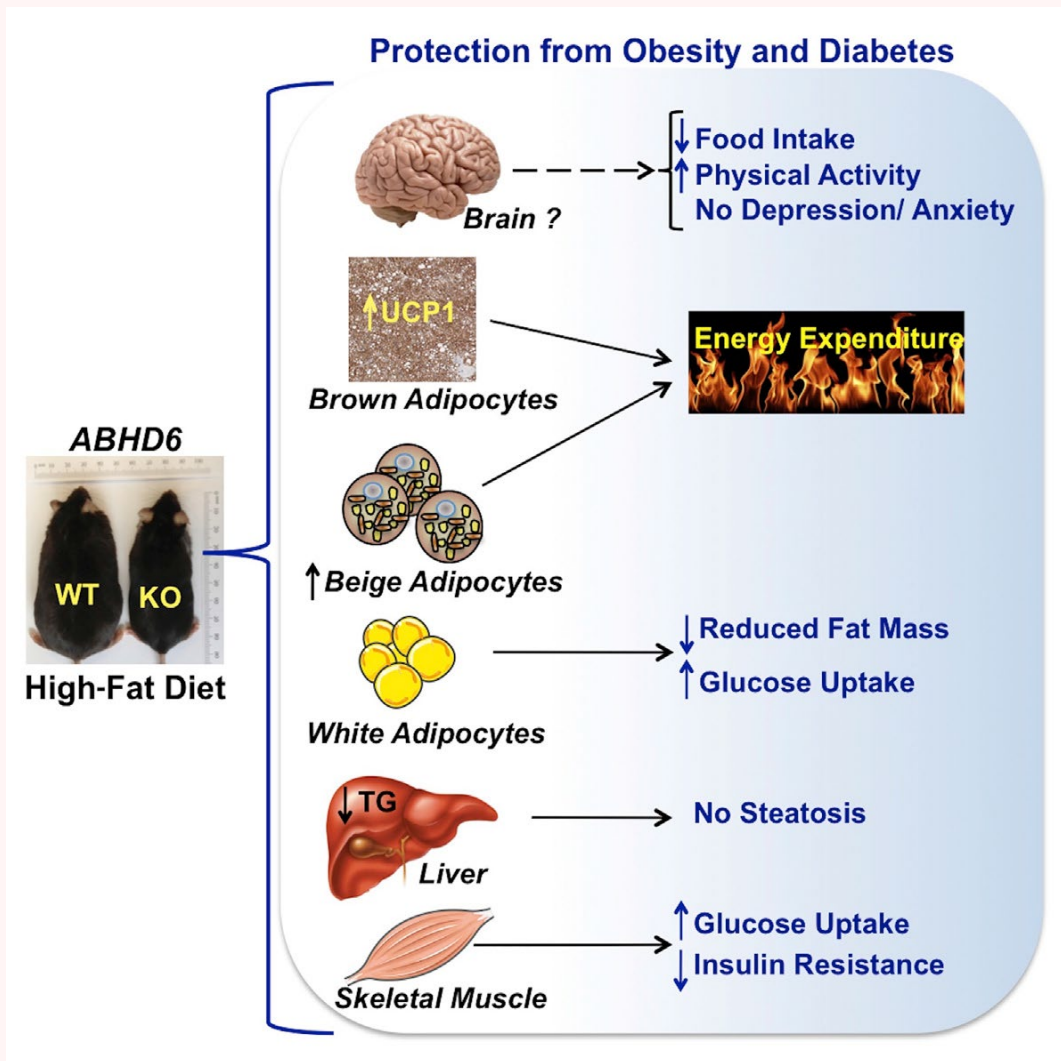 Protection from Obesity and Diabetes
↓ Food Intake
↑ Physical Activity
No Depression/ Anxiety
Brain ?
↑ UCP1
Brown Adipocytes
Energy Expenditure
ABHD6
WT KO
High-Fat Diet
↑ Beige Adipocytes
↓ Reduced Fat Mass
↑ Glucose Uptake
White Adipocytes
↓ TG
Liver
No Steatosis
↑ Glucose Uptake
↓ Insulin Resistance
Skeletal Muscle